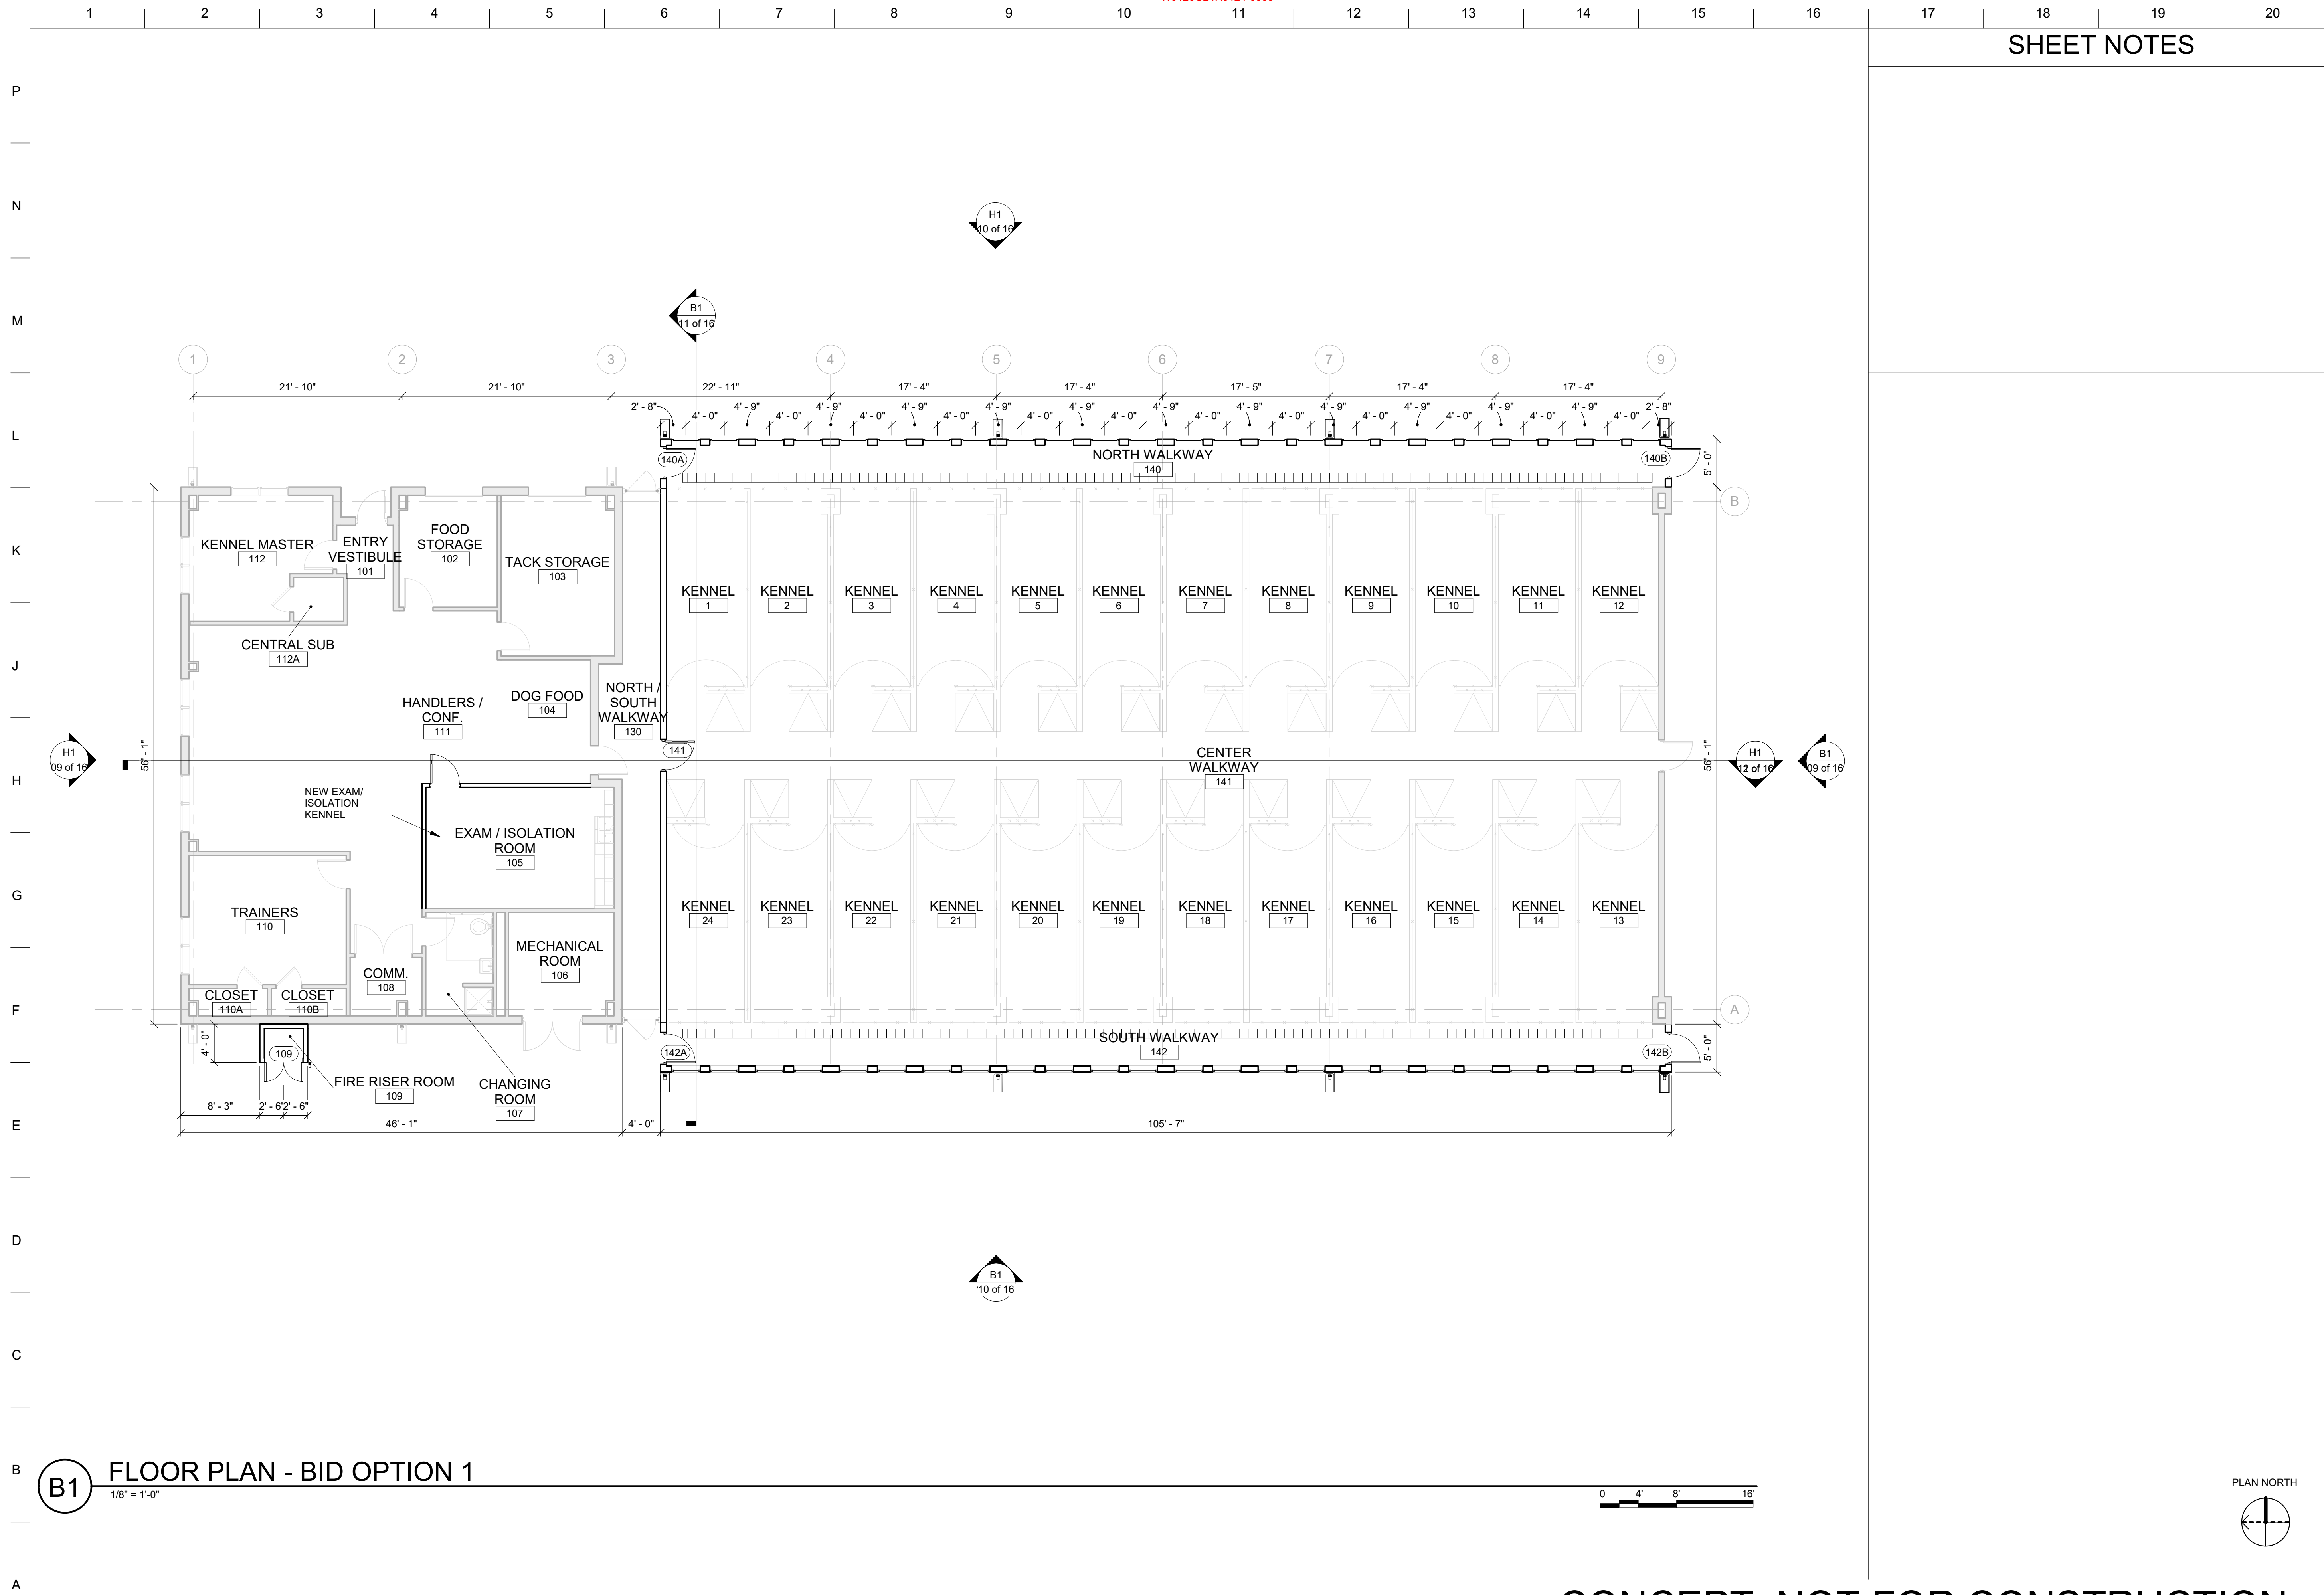 1 2 3 4 5 6 7 8 9 10 11 12 13 14 15 16 17 18 19 20
SHEET NOTES
P
N
M
L
K
J
H
G
F
E
D
C
B
A
H1
10 of 16
B1
11 of 16
1 2 3 4 5 6 7 8 9
21' - 10" 21' - 10" 22' - 11" 17' - 4" 17' - 4" 17' - 5" 17' - 4" 17' - 4"
2' - 8" 4' - 9" 4' - 9" 4' - 9" 4' - 9" 4' - 9" 4' - 9" 4' - 9" 4' - 9" 4' - 9" 4' - 9" 4' - 9" 2' - 8"
4' - 0" 4' - 0" 4' - 0" 4' - 0" 4' - 0" 4' - 0" 4' - 0" 4' - 0" 4' - 0" 4' - 0" 4' - 0" 4' - 0"
140A
NORTH WALKWAY
140
140B
5' - 0"
B
KENNEL MASTER
112
ENTRY
VESTIBULE
101
FOOD
STORAGE
102
TACK STORAGE
103
KENNEL KENNEL KENNEL KENNEL KENNEL KENNEL KENNEL KENNEL KENNEL KENNEL KENNEL KENNEL
1 2 3 4 5 6 7 8 9 10 11 12
CENTRAL SUB
112A
HANDLERS /
CONF.
111
DOG FOOD
104
NORTH /
SOUTH
WALKWAY
130
H1
09 of 16
56' - 1"
141
CENTER
WALKWAY
141
56' - 1"
H1
of 16
B1
09 of 16
NEW EXAM/
ISOLATION
KENNEL
EXAM / ISOLATION
ROOM
105
TRAINERS
110
KENNEL KENNEL KENNEL KENNEL KENNEL KENNEL KENNEL KENNEL KENNEL KENNEL KENNEL KENNEL
24 23 22 21 20 19 18 17 16 15 14 13
MECHANICAL
ROOM
106
COMM.
108
CLOSET
110A
CLOSET
110B
A
4' - 0"
109
142A
SOUTH WALKWAY
142
142B
5' - 0"
FIRE RISER ROOM
109
CHANGING
ROOM
107
8' - 3" 2' - 6" 2' - 6"
46' - 1" 4' - 0" 105' - 7"
B1
10 of 16
B1
FLOOR PLAN - BID OPTION 1
1/8" = 1'-0"
0 4' 8' 16'
PLAN NORTH
CONCEPT- NOT FOR CONSTRUCTION